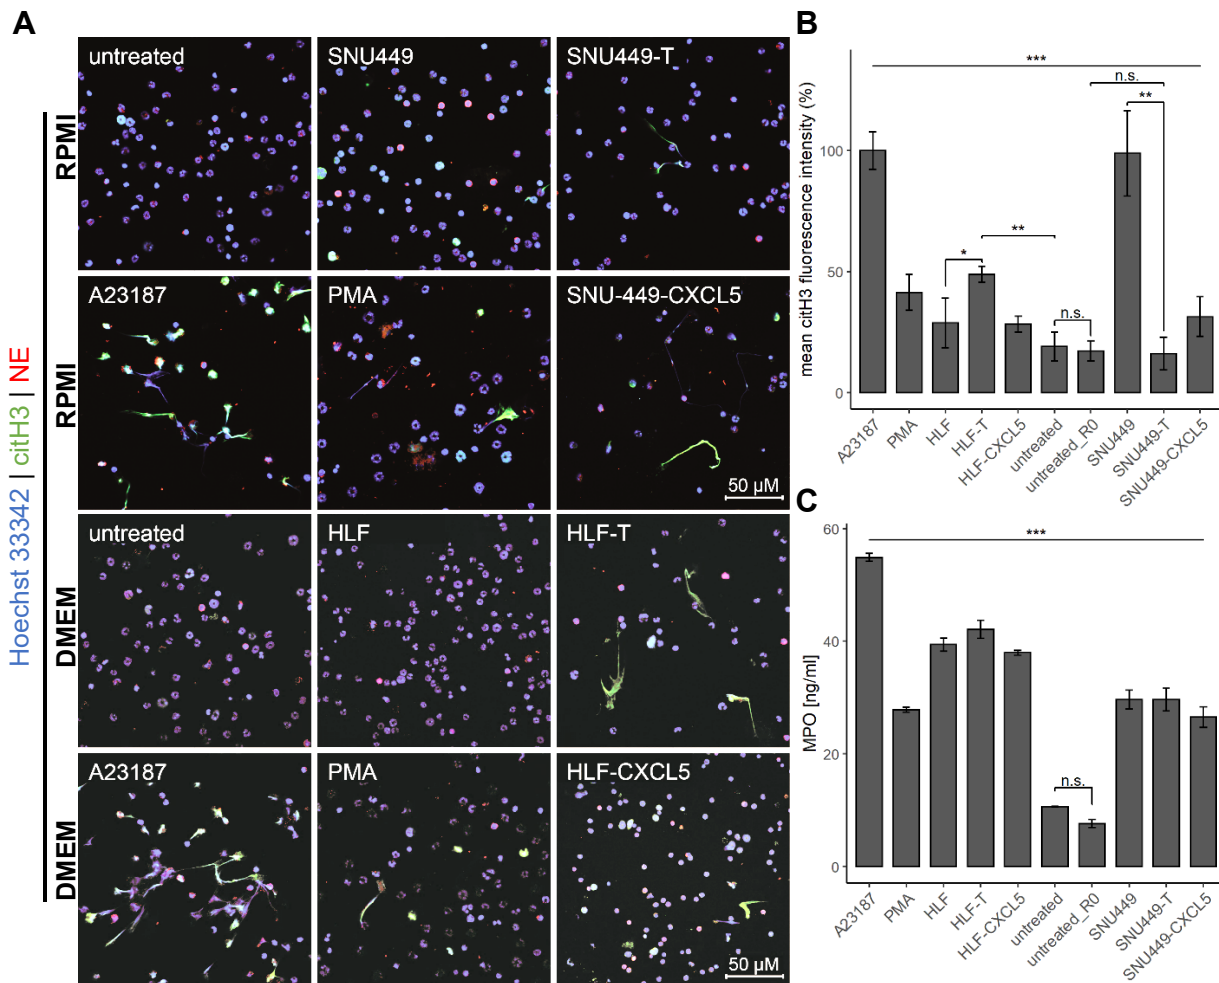 A
Hoechst 33342 | citH3 | NE
RPMI
untreated
SNU449
SNU449-T
RPMI
A23187
PMA
SNU-449-CXCL5
50 µM
DMEM
untreated
HLF
HLF-T
DMEM
A23187
PMA
HLF-CXCL5
50 µM
B
mean citH3 fluorescence intensity (%)
100
50
0
***
n.s.
**
**
*
n.s.
A23187
PMA
HLF
HLF-T
HLF-CXCL5
untreated
untreated_R0
SNU449
SNU449-T
SNU449-CXCL5
C
MPO [ng/ml]
60
40
20
0
***
n.s.
A23187
PMA
HLF
HLF-T
HLF-CXCL5
untreated
untreated_R0
SNU449
SNU449-T
SNU449-CXCL5